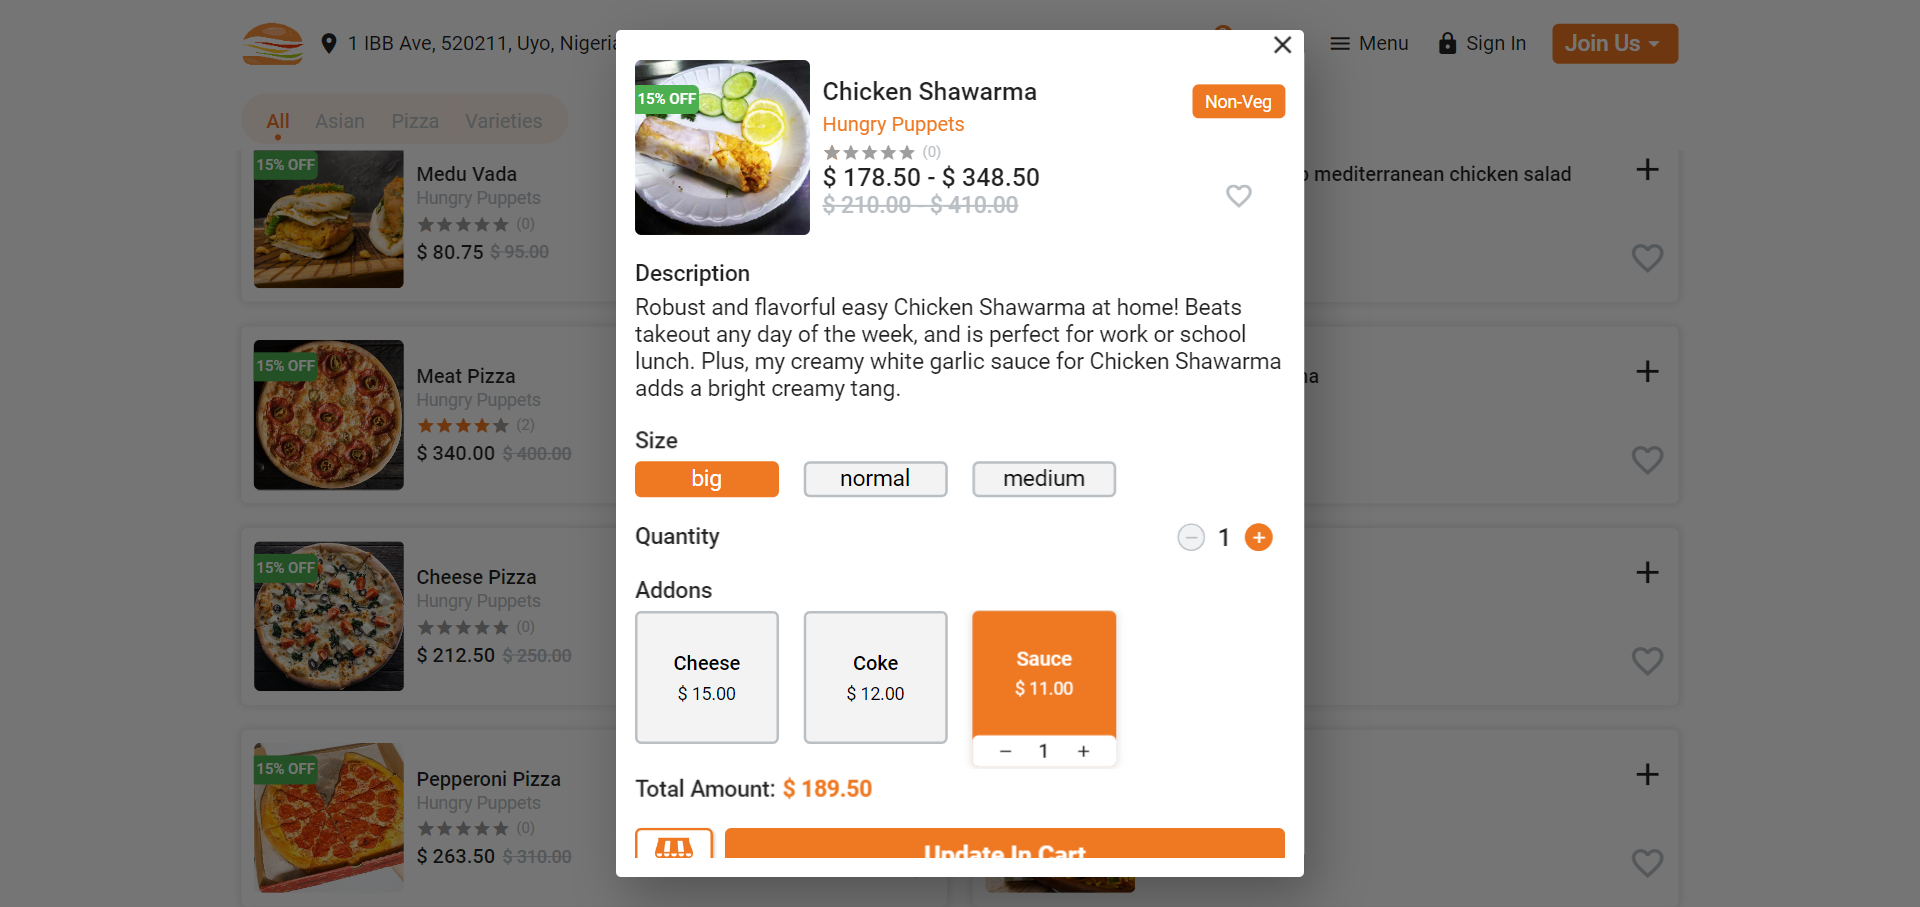 1 IBB Ave, 520211, Uyo, Nigeria
Menu
Sign In
Join Us
All
Asian
Pizza
Varieties
15% OFF
Medu Vada
Hungry Puppets
(0)
$ 80.75 $ 95.00
15% OFF
Meat Pizza
Hungry Puppets
(2)
$ 340.00 $ 400.00
15% OFF
Cheese Pizza
Hungry Puppets
(0)
$ 212.50 $ 250.00
15% OFF
Pepperoni Pizza
Hungry Puppets
(0)
$ 263.50 $ 310.00
15% OFF
Chicken Shawarma
Non-Veg
Hungry Puppets
(0)
$ 178.50 - $ 348.50
$ 210.00 - $ 410.00
Description
Robust and flavorful easy Chicken Shawarma at home! Beats
takeout any day of the week, and is perfect for work or school
lunch. Plus, my creamy white garlic sauce for Chicken Shawarma
adds a bright creamy tang.
Size
big
normal
medium
Quantity
1
Addons
Cheese
$ 15.00
Coke
$ 12.00
Sauce
$ 11.00
1
Total Amount: $ 189.50
Update In Cart
mediterranean chicken salad